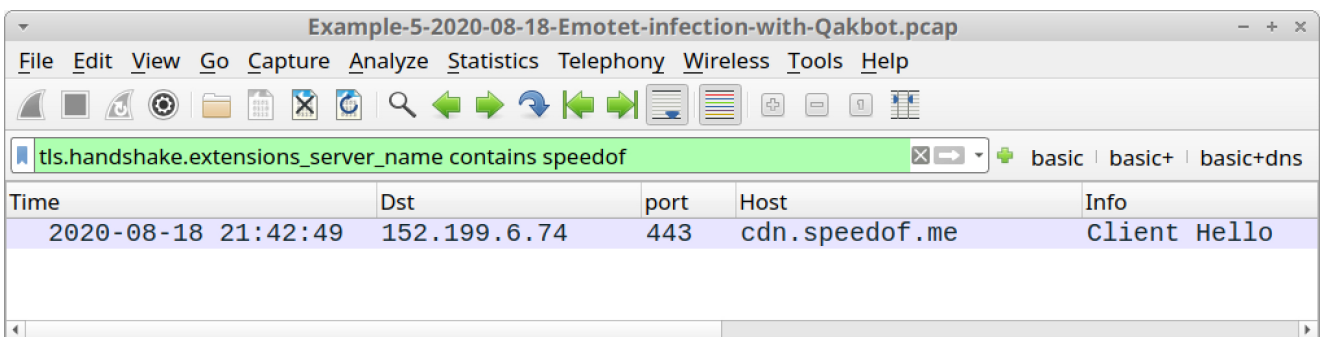 Example-5-2020-08-18-Emotet-infection-with-Qakbot.pcap
File Edit View Go Capture Analyze Statistics Telephony Wireless Tools Help
tls.handshake.extensions_server_name contains speedof basic basic+ basic+dns
Time Dst port Host Info
2020-08-18 21:42:49 152.199.6.74 443 cdn.speedof.me Client Hello